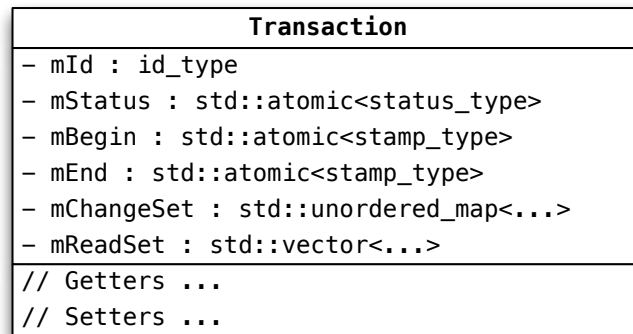 Transaction
– mId : id_type
– mStatus : std::atomic<status_type>
– mBegin : std::atomic<stamp_type>
– mEnd : std::atomic<stamp_type>
– mChangeSet : std::unordered_map<...>
– mReadSet : std::vector<...>
// Getters ...
// Setters ...